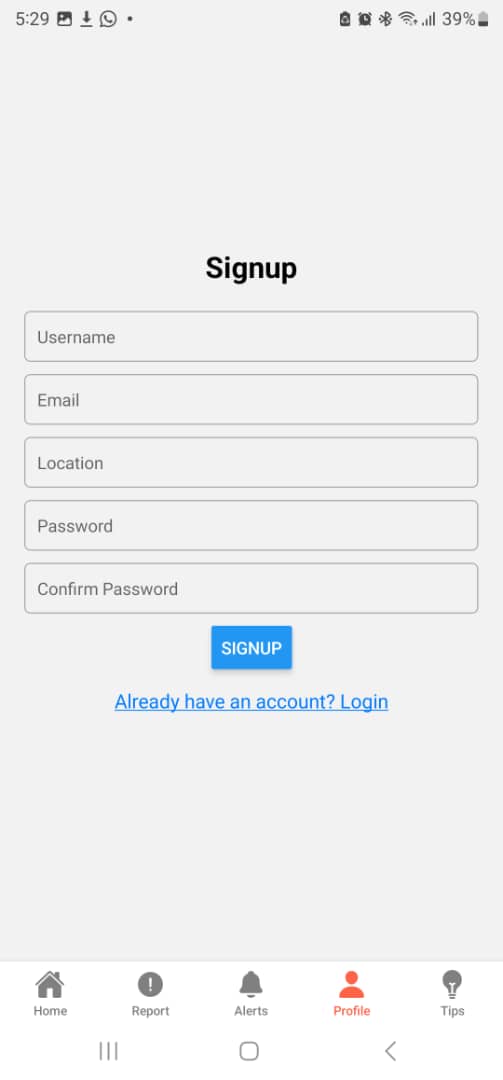 5:29 39%
Signup
Username
Email
Location
Password
Confirm Password
SIGNUP
Already have an account? Login
Home Report Alerts Profile Tips